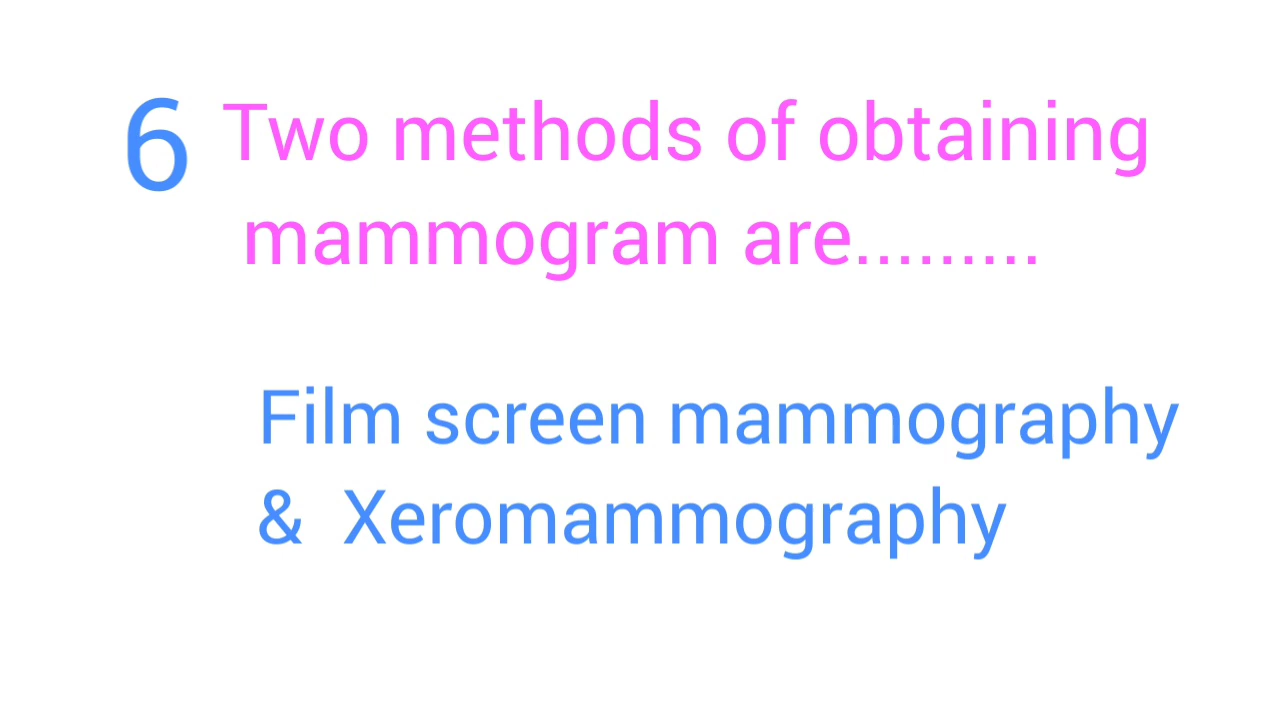 6 Two methods of obtaining
mammogram are.........
Film screen mammography
& Xeromammography